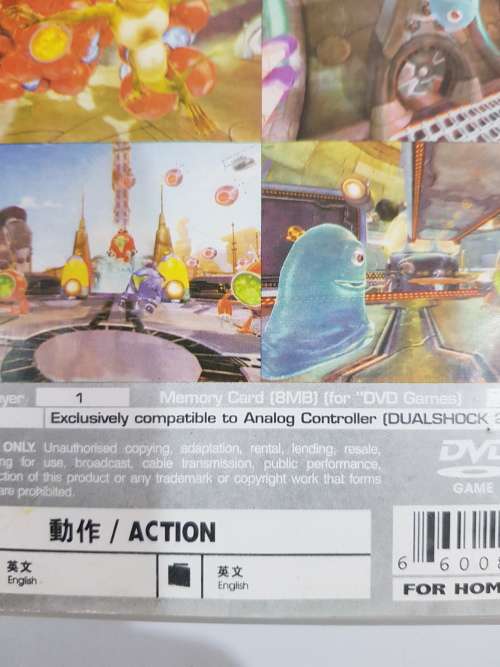 1 Memory Card (8MB) (for "DVD Games)
Exclusively compatible to Analog Controller (DUALSHOCK
ONLY. Unauthorised copying, adaptation, rental, lending, resale,
for use, broadcast, cable transmission, public performance,
of this product or any trademark or copyright work that forms
are prohibited.
DVD
GAME
動作 / ACTION
英文
English
英文
English
6 6008
FOR HOM